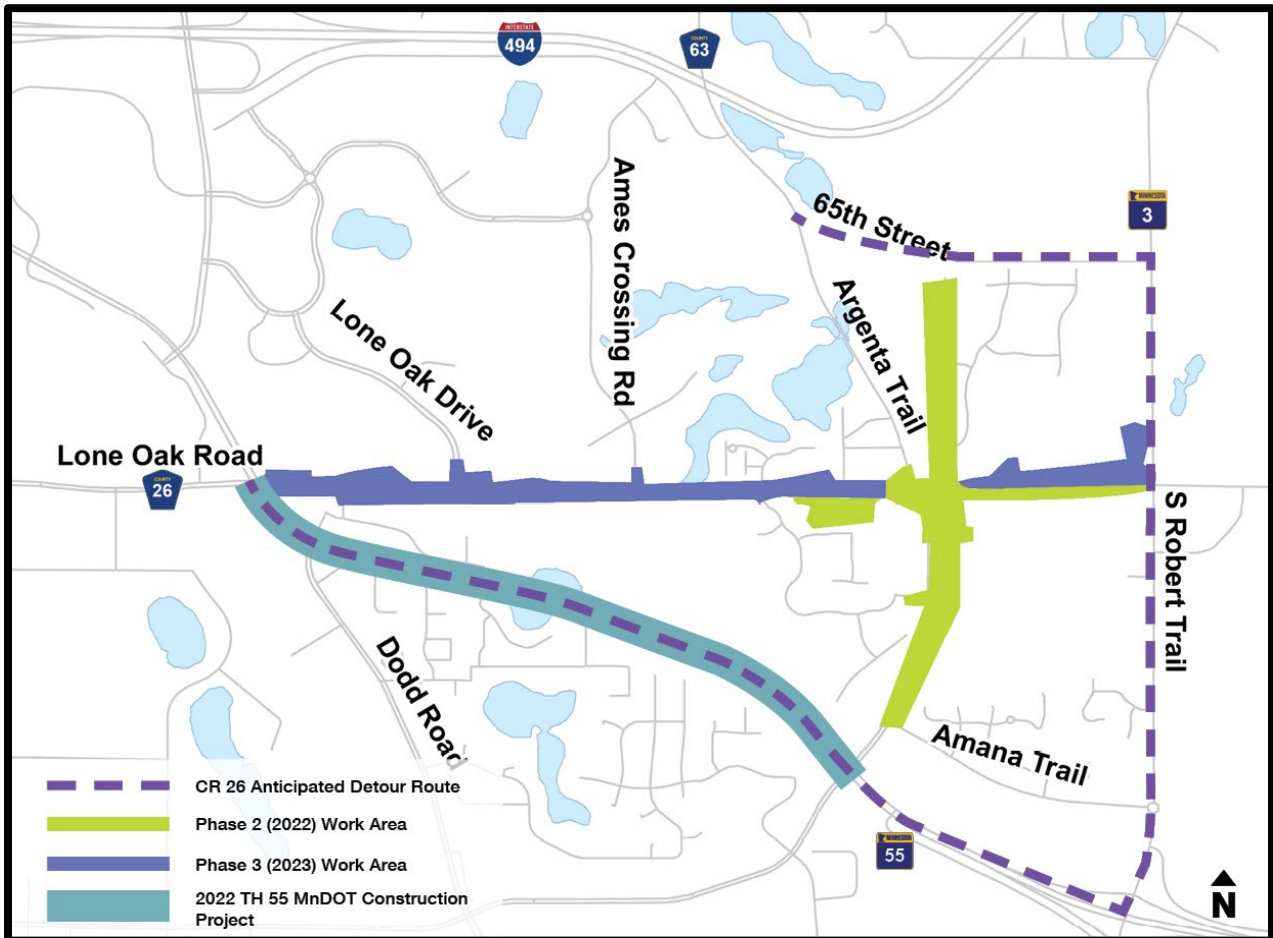 INTERSTATE
494
COUNTY
63
MINNESOTA
3
65th Street
Ames Crossing Rd
Argenta Trail
Lone Oak Drive
Lone Oak Road
COUNTY
26
S Robert Trail
Dodd Road
Amana Trail
MINNESOTA
55
CR 26 Anticipated Detour Route
Phase 2 (2022) Work Area
Phase 3 (2023) Work Area
2022 TH 55 MnDOT Construction
Project
N